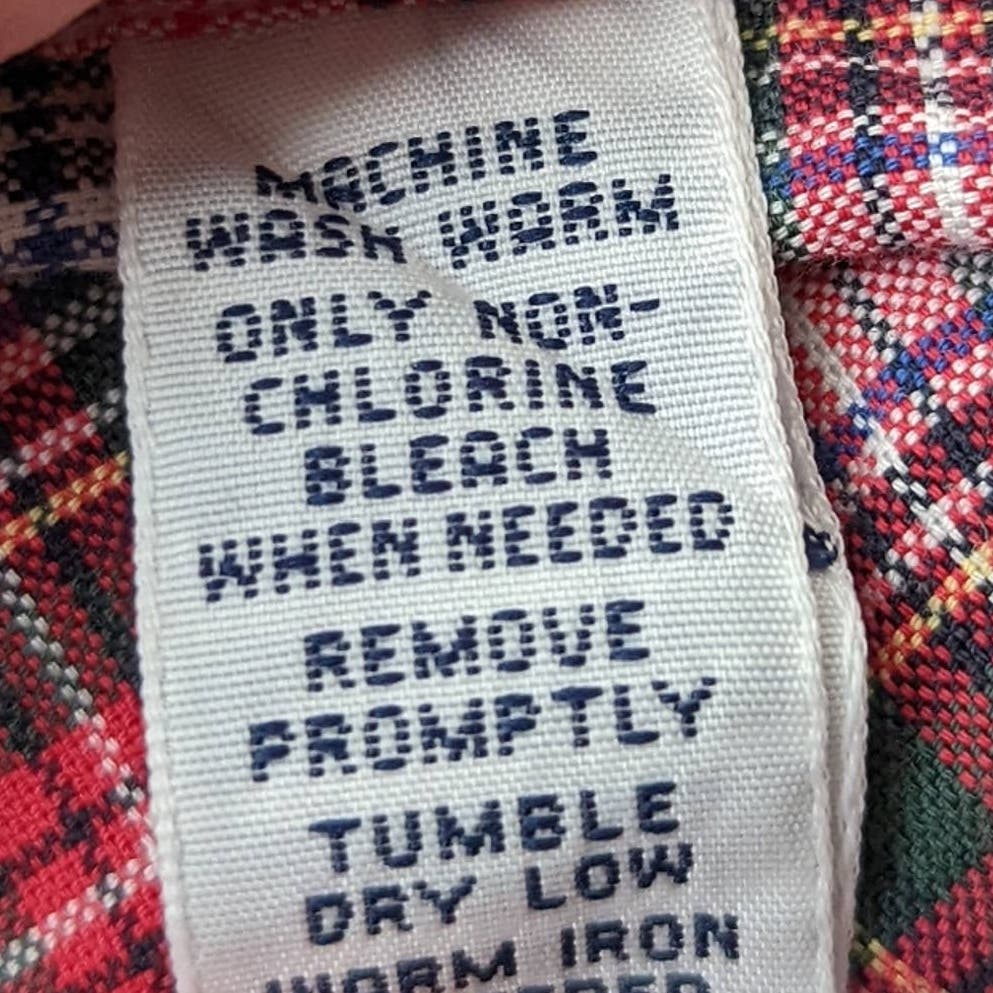 MACHINE
WASH WARM
ONLY NON-
CHLORINE
BLEACH
WHEN NEEDED
REMOVE
PROMPTLY
TUMBLE
DRY LOW
WARM IRON